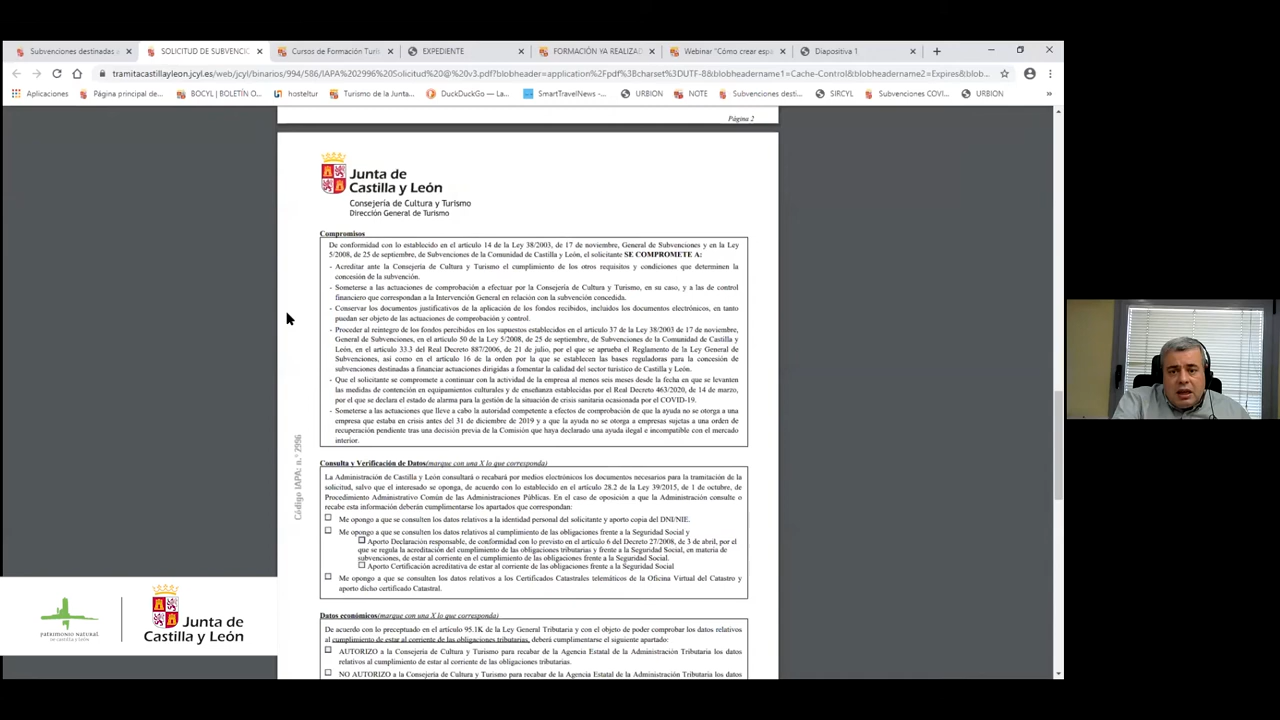 Subvenciones destinadas
SOLICITUD DE SUBVENCIÓ
Cursos de Formación Turí
EXPEDIENTE
FORMACIÓN YA REALIZAD
Webinar "Cómo crear espa
Diapositiva 1
tramitacastillayleon.jcyl.es/web/jcyl/binarios/994/586/IAPA%202996%20Solicitud%20@%20v3.pdf?blobheader=application%2Fpdf%3Bcharset%3DUTF-8&blobheadername1=Cache-Control&blobheadername2=Expires&blob...
Aplicaciones
Página principal de...
BOCYL | BOLETÍN O...
hosteltur
Turismo de la Junta...
DuckDuckGo — La...
SmartTravelNews -...
URBION
NOTE
Subvenciones desti...
SIRCYL
Subvenciones COVI...
URBION
»
Página 2
Junta de
Castilla y León
Consejería de Cultura y Turismo
Dirección General de Turismo
Compromisos
De conformidad con lo establecido en el artículo 14 de la Ley 38/2003, de 17 de noviembre, General de Subvenciones y en la Ley
5/2008, de 25 de septiembre, de Subvenciones de la Comunidad de Castilla y León, el solicitante SE COMPROMETE A:
- Acreditar ante la Consejería de Cultura y Turismo el cumplimiento de los otros requisitos y condiciones que determinen la
concesión de la subvención.
- Someterse a las actuaciones de comprobación a efectuar por la Consejería de Cultura y Turismo, en su caso, y a las de control
financiero que correspondan a la Intervención General en relación con la subvención concedida.
- Conservar los documentos justificativos de la aplicación de los fondos recibidos, incluidos los documentos electrónicos, en tanto
puedan ser objeto de las actuaciones de comprobación y control.
- Proceder al reintegro de los fondos percibidos en los supuestos establecidos en el artículo 37 de la Ley 38/2003 de 17 de noviembre,
General de Subvenciones, en el artículo 50 de la Ley 5/2008, de 25 de septiembre, de Subvenciones de la Comunidad de Castilla y
León, en el artículo 33.3 del Real Decreto 887/2006, de 21 de julio, por el que se aprueba el Reglamento de la Ley General de
Subvenciones, así como en el artículo 16 de la orden por la que se establecen las bases reguladoras para la concesión de
subvenciones destinadas a financiar actuaciones dirigidas a fomentar la calidad del sector turístico de Castilla y León.
- Que el solicitante se compromete a continuar con la actividad de la empresa al menos seis meses desde la fecha en que se levanten
las medidas de contención en equipamientos culturales y de enseñanza establecidas por el Real Decreto 463/2020, de 14 de marzo,
por el que se declara el estado de alarma para la gestión de la situación de crisis sanitaria ocasionada por el COVID-19.
- Someterse a las actuaciones que lleve a cabo la autoridad competente a efectos de comprobación de que la ayuda no se otorga a una
empresa que estaba en crisis antes del 31 de diciembre de 2019 y a que la ayuda no se otorga a empresas sujetas a una orden de
recuperación pendiente tras una decisión previa de la Comisión que haya declarado una ayuda ilegal e incompatible con el mercado
interior.
Código IAPA: n.º 2996
Consulta y Verificación de Datos(marque con una X lo que corresponda)
La Administración de Castilla y León consultará o recabará por medios electrónicos los documentos necesarios para la tramitación de la
solicitud, salvo que el interesado se oponga, de acuerdo con lo establecido en el artículo 28.2 de la Ley 39/2015, de 1 de octubre, de
Procedimiento Administrativo Común de las Administraciones Públicas. En el caso de oposición a que la Administración consulte o
recabe esta información deberán cumplimentarse los apartados que correspondan:
Me opongo a que se consulten los datos relativos a la identidad personal del solicitante y aporto copia del DNI/NIE.
Me opongo a que se consulten los datos relativos al cumplimiento de las obligaciones frente a la Seguridad Social y
Aporto Declaración responsable, de conformidad con lo previsto en el artículo 6 del Decreto 27/2008, de 3 de abril, por el
que se regula la acreditación del cumplimiento de las obligaciones tributarias y frente a la Seguridad Social, en materia de
subvenciones, de estar al corriente en el cumplimiento de las obligaciones frente a la Seguridad Social.
Aporto Certificación acreditativa de estar al corriente de las obligaciones frente a la Seguridad Social
Me opongo a que se consulten los datos relativos a los Certificados Catastrales telemáticos de la Oficina Virtual del Catastro y
aporto dicho certificado Catastral.
Datos económicos(marque con una X lo que corresponda)
De acuerdo con lo preceptuado en el artículo 95.1K de la Ley General Tributaria y con el objeto de poder comprobar los datos relativos
al cumplimiento de estar al corriente de las obligaciones tributarias, deberá cumplimentarse el siguiente apartado:
AUTORIZO a la Consejería de Cultura y Turismo para recabar de la Agencia Estatal de la Administración Tributaria los datos
relativos al cumplimiento de estar al corriente de las obligaciones tributarias.
NO AUTORIZO a la Consejería de Cultura y Turismo para recabar de la Agencia Estatal de la Administración Tributaria los datos
PATRIMONIO NATURAL
de castilla y león
Junta de
Castilla y León